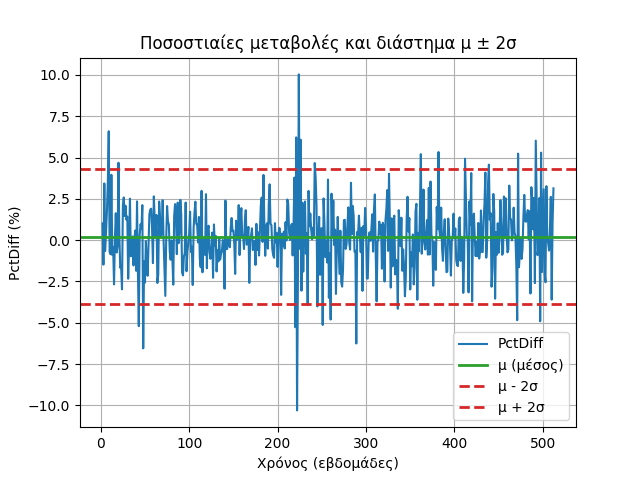 Ποσοστιαίες μεταβολές και διάστημα μ ± 2σ
PctDiff (%)
10.0
7.5
5.0
2.5
0.0
−2.5
−5.0
−7.5
−10.0
0
100
200
300
400
500
Χρόνος (εβδομάδες)
PctDiff
μ (μέσος)
μ - 2σ
μ + 2σ